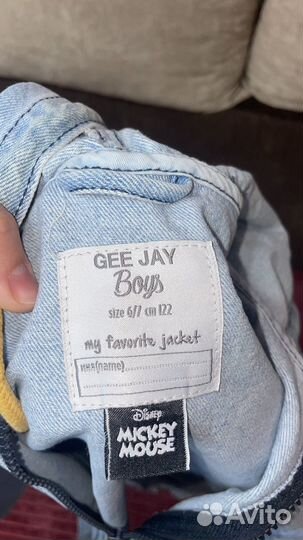 GEE JAY
Boys
size 6/7 cm 122
my favorite jacket
имя(name)
Disney
MICKEY
MOUSE
Avito